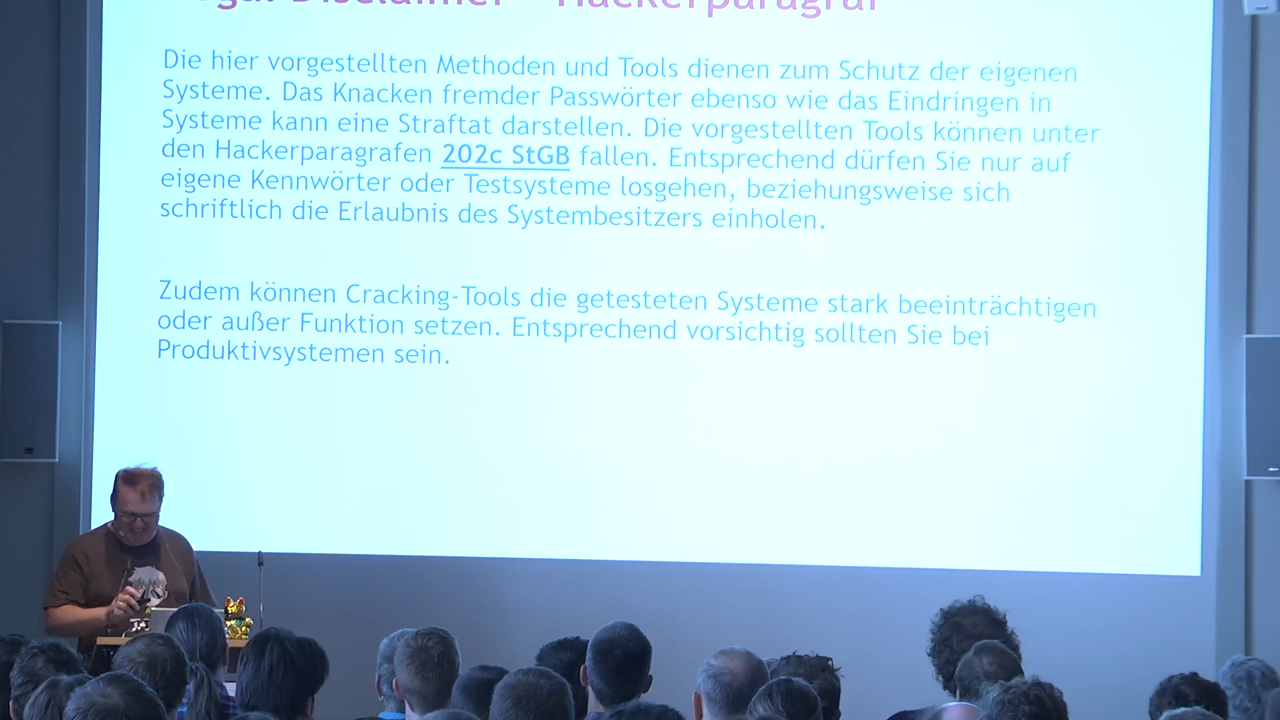 Disclaimer - Hackerparagraf
Die hier vorgestellten Methoden und Tools dienen zum Schutz der eigenen
Systeme. Das Knacken fremder Passwörter ebenso wie das Eindringen in
Systeme kann eine Straftat darstellen. Die vorgestellten Tools können unter
den Hackerparagrafen 202c StGB fallen. Entsprechend dürfen Sie nur auf
eigene Kennwörter oder Testsysteme losgehen, beziehungsweise sich
schriftlich die Erlaubnis des Systembesitzers einholen.
Zudem können Cracking-Tools die getesteten Systeme stark beeinträchtigen
oder außer Funktion setzen. Entsprechend vorsichtig sollten Sie bei
Produktivsystemen sein.